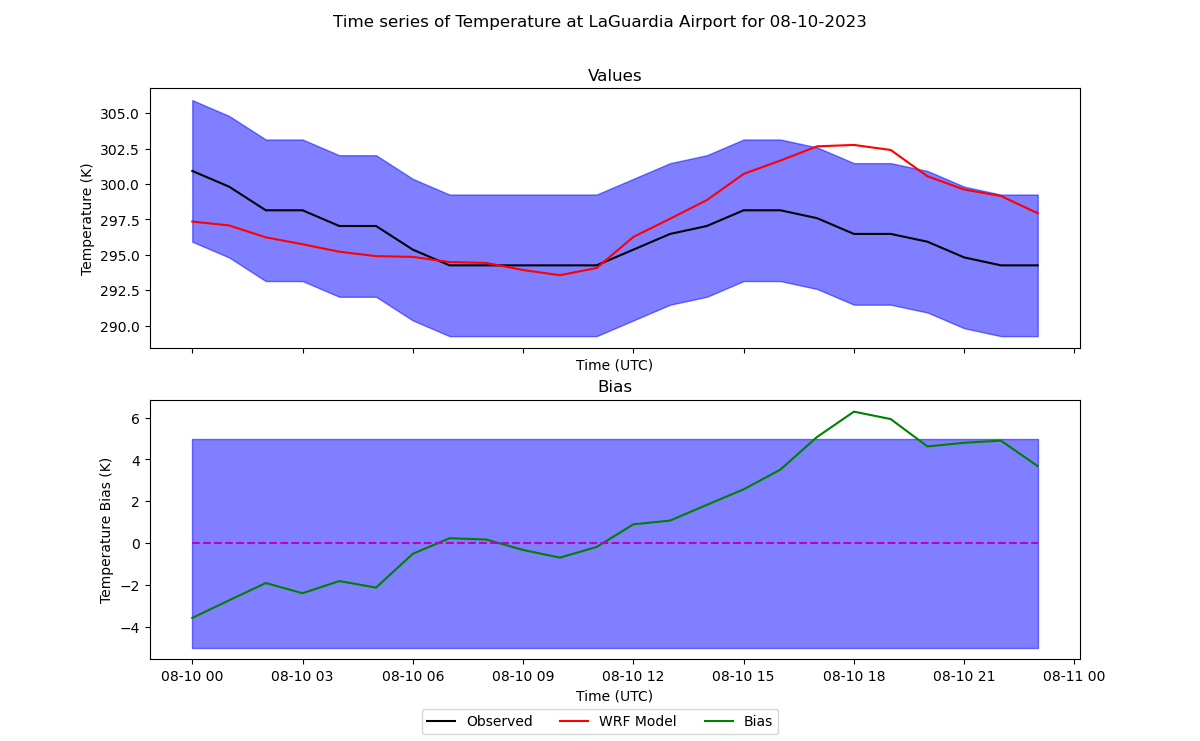 Time series of Temperature at LaGuardia Airport for 08-10-2023
Values
Temperature (K)
305.0
302.5
300.0
297.5
295.0
292.5
290.0
Time (UTC)
Bias
Temperature Bias (K)
6
4
2
0
−2
−4
08-10 00 08-10 03 08-10 06 08-10 09 08-10 12 08-10 15 08-10 18 08-10 21 08-11 00
Time (UTC)
Observed WRF Model Bias